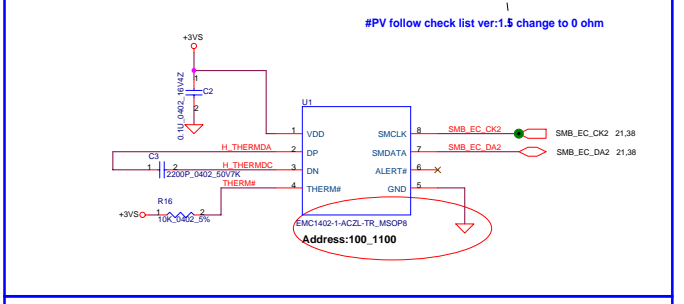 #PV follow check list ver:1.5 change to 0 ohm
+3VS
1
C2
2
0.1U_0402_16V4Z
U1
1 VDD SMCLK 8 SMB_EC_CK2 SMB_EC_CK2 21,38
H_THERMDA 2 DP SMDATA 7 SMB_EC_DA2 SMB_EC_DA2 21,38
C3
1 2 H_THERMDC 3 DN ALERT# 6
2200P_0402_50V7K
THERM# 4 THERM# GND 5
R16
+3VS 1 2
10K_0402_5%
EMC1402-1-ACZL-TR_MSOP8
Address:100_1100